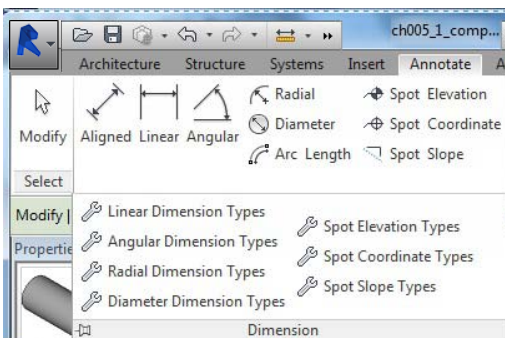 ch005_1_comp...
Architecture Structure Systems Insert Annotate A
Modify
Aligned Linear Angular
Radial
Diameter
Arc Length
Spot Elevation
Spot Coordinate
Spot Slope
Select
Modify |
Propertie
Linear Dimension Types
Angular Dimension Types
Radial Dimension Types
Diameter Dimension Types
Spot Elevation Types
Spot Coordinate Types
Spot Slope Types
Dimension